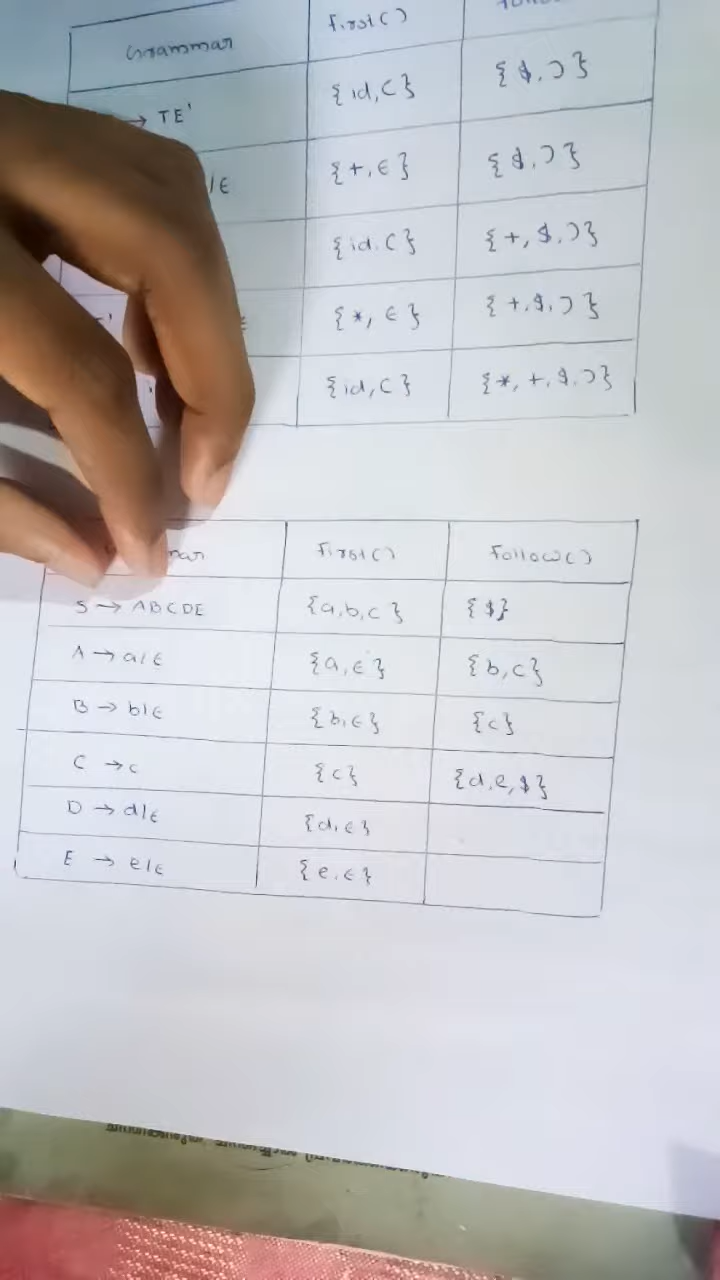 Grammar First()
→ TE' {id,(} {$,)}
|ϵ {+,ϵ} {$,)}
{id,(} {+,$,)}
{*,ϵ} {+,$,)}
{id,(} {*,+,$,)}
First() Follow()
S → ABCDE {a,b,c} {$}
A → a|ϵ {a,ϵ} {b,c}
B → b|ϵ {b,ϵ} {c}
C → c {c} {d,e,$}
D → d|ϵ {d,ϵ}
E → e|ϵ {e,ϵ}